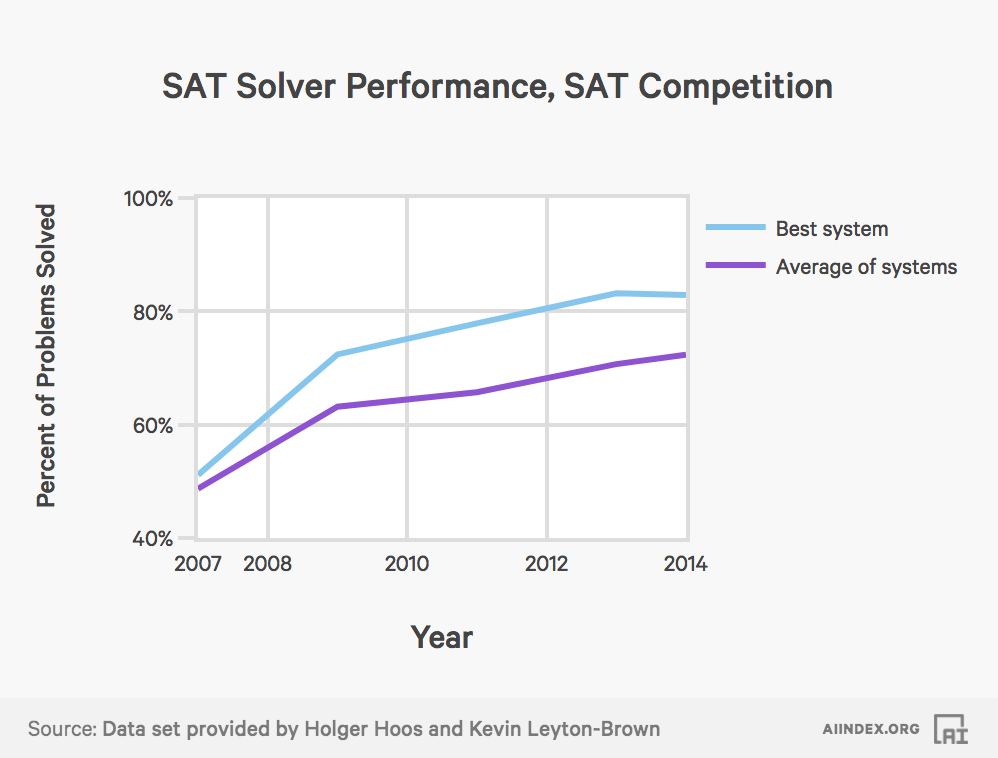 SAT Solver Performance, SAT Competition
Percent of Problems Solved
100%
80%
60%
40%
Best system
Average of systems
2007 2008 2010 2012 2014
Year
Source: Data set provided by Holger Hoos and Kevin Leyton-Brown
AIINDEX.ORG AI